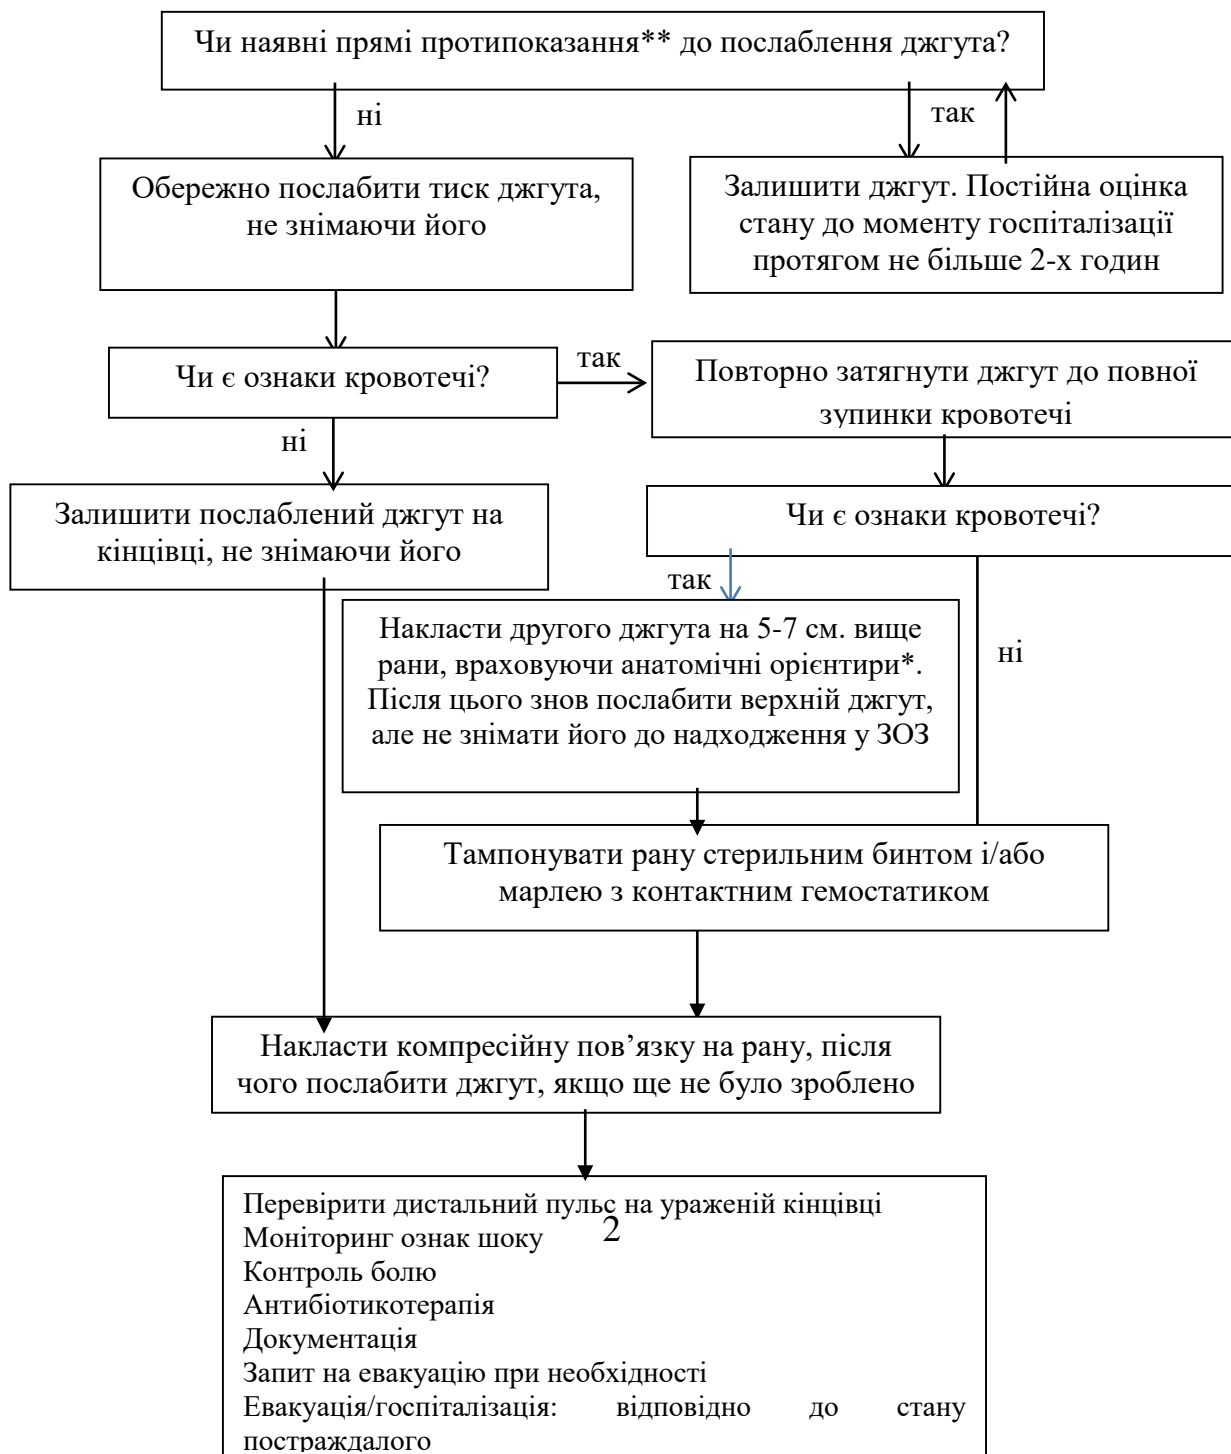 Чи наявні прямі протипоказання** до послаблення джгута?
ні
так
Обережно послабити тиск джгута,
не знімаючи його
Залишити джгут. Постійна оцінка
стану до моменту госпіталізації
протягом не більше 2-х годин
Чи є ознаки кровотечі?
так
Повторно затягнути джгут до повної
зупинки кровотечі
ні
Залишити послаблений джгут на
кінцівці, не знімаючи його
Чи є ознаки кровотечі?
так
ні
Накласти другого джгута на 5-7 см. вище
рани, враховуючи анатомічні орієнтири*.
Після цього знов послабити верхній джгут,
але не знімати його до надходження у ЗОЗ
Тампонувати рану стерильним бинтом і/або
марлею з контактним гемостатиком
Накласти компресійну пов’язку на рану, після
чого послабити джгут, якщо ще не було зроблено
Перевірити дистальний пульс на ураженій кінцівці
Моніторинг ознак шоку
2
Контроль болю
Антибіотикотерапія
Документація
Запит на евакуацію при необхідності
Евакуація/госпіталізація: відповідно до стану
постраждалого